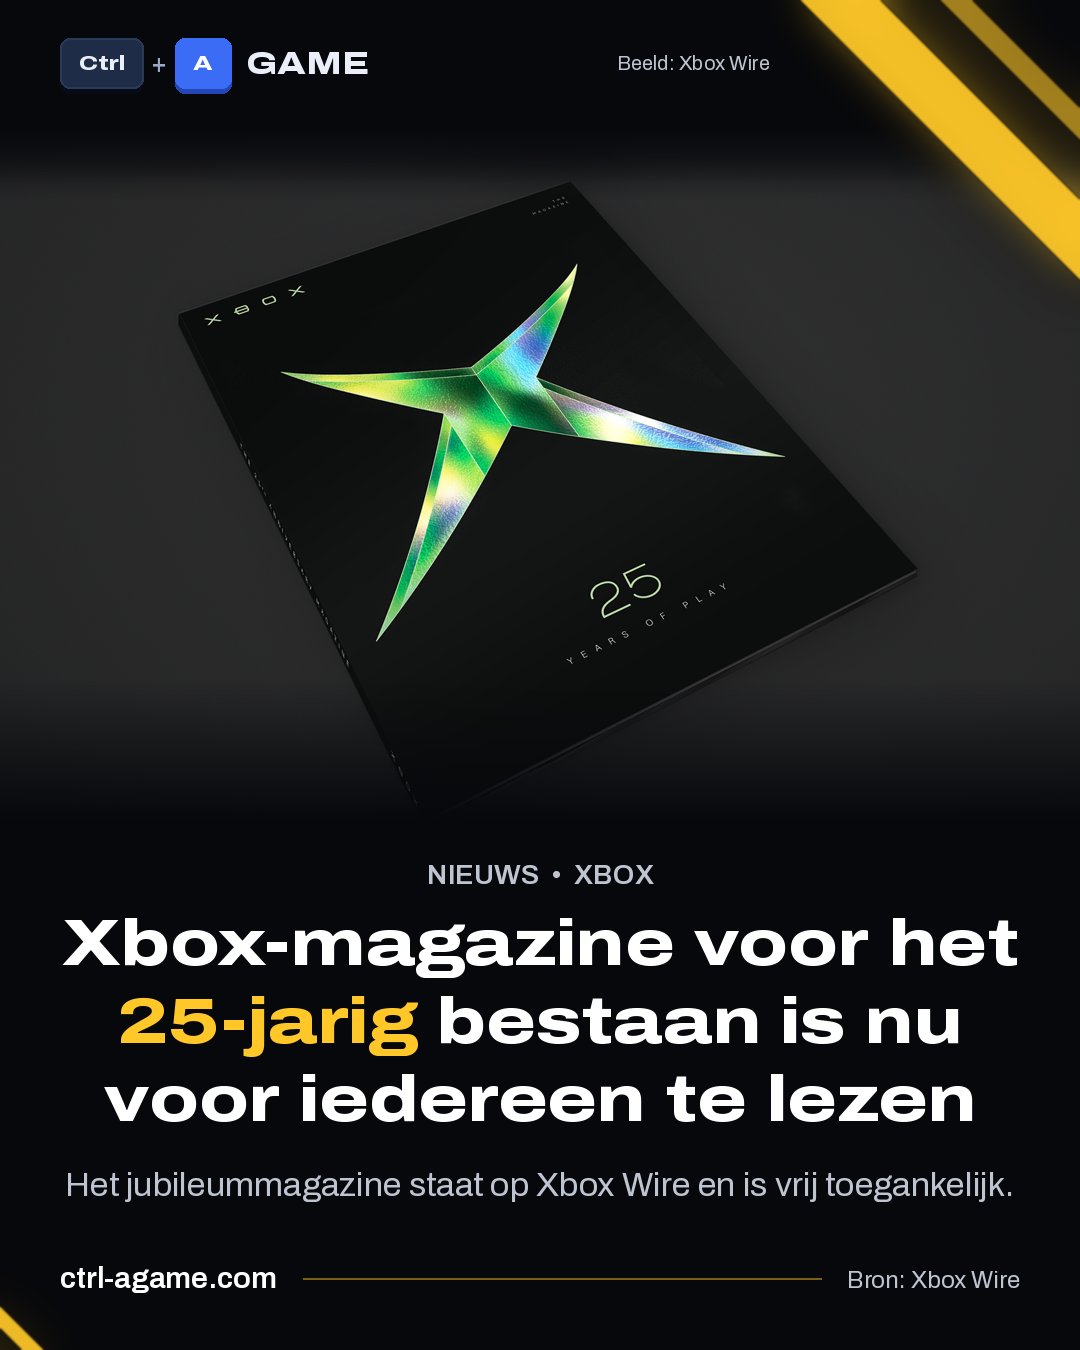 Ctrl + A GAME
Beeld: Xbox Wire
THE
MAGAZINE
XBOX
25
YEARS OF PLAY
NIEUWS • XBOX
Xbox-magazine voor het
25-jarig bestaan is nu
voor iedereen te lezen
Het jubileummagazine staat op Xbox Wire en is vrij toegankelijk.
ctrl-agame.com
Bron: Xbox Wire